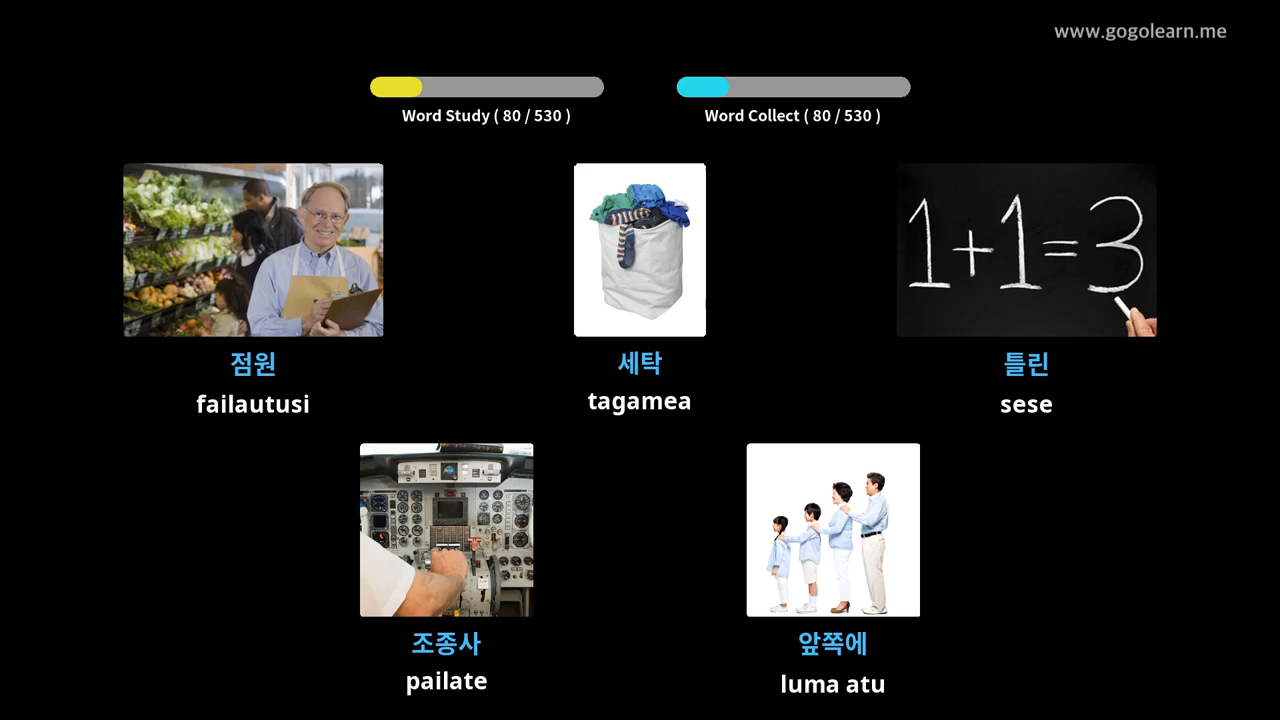 www.gogolearn.me
Word Study ( 80 / 530 )
Word Collect ( 80 / 530 )
1+1=3
점원
failautusi
세탁
tagamea
틀린
sese
조종사
pailate
앞쪽에
luma atu